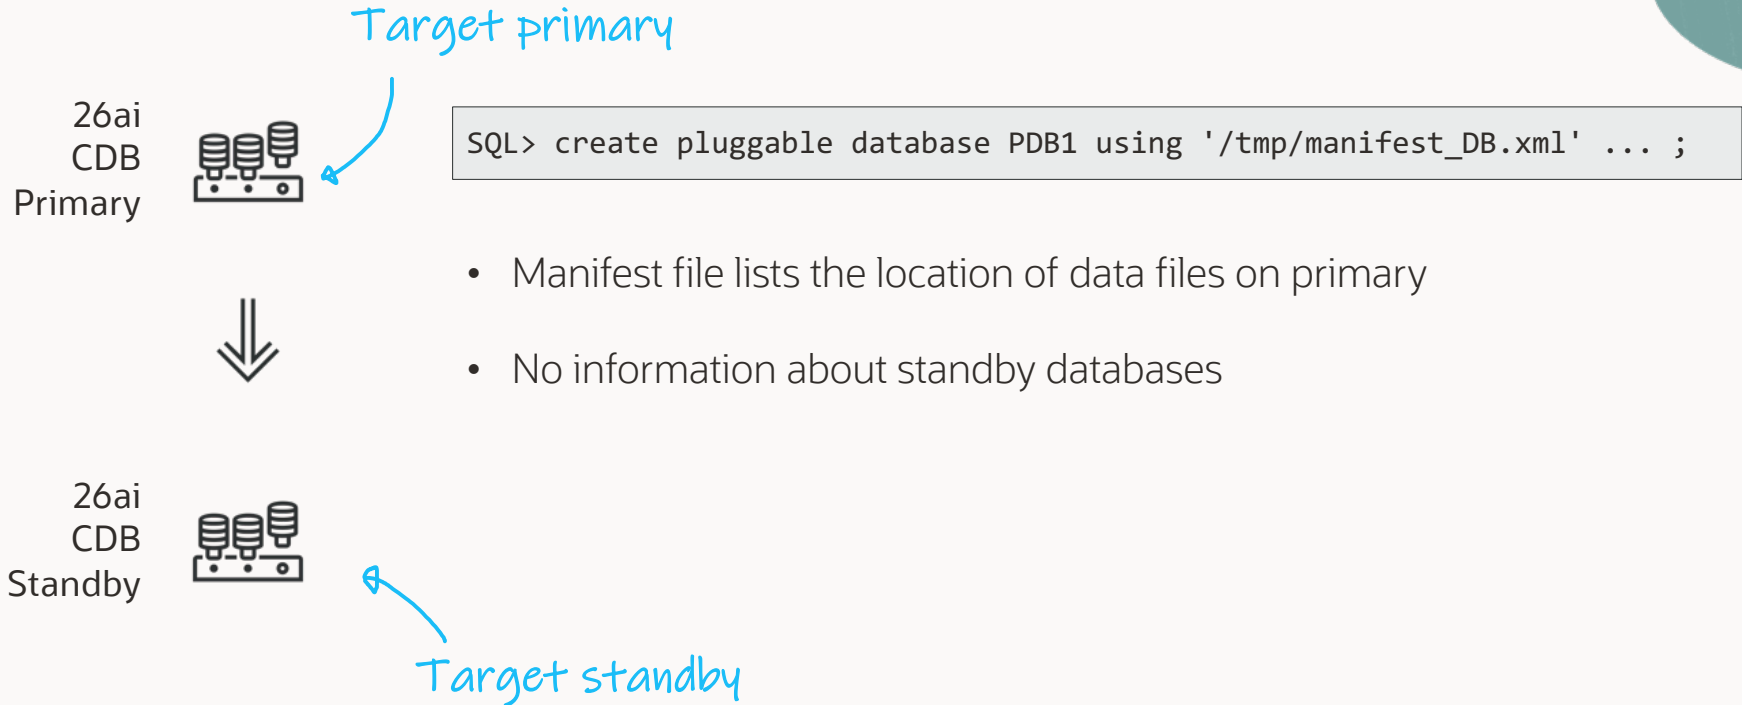 Target primary
26ai
CDB
Primary
SQL> create pluggable database PDB1 using '/tmp/manifest_DB.xml' ... ;
• Manifest file lists the location of data files on primary
• No information about standby databases
26ai
CDB
Standby
Target standby